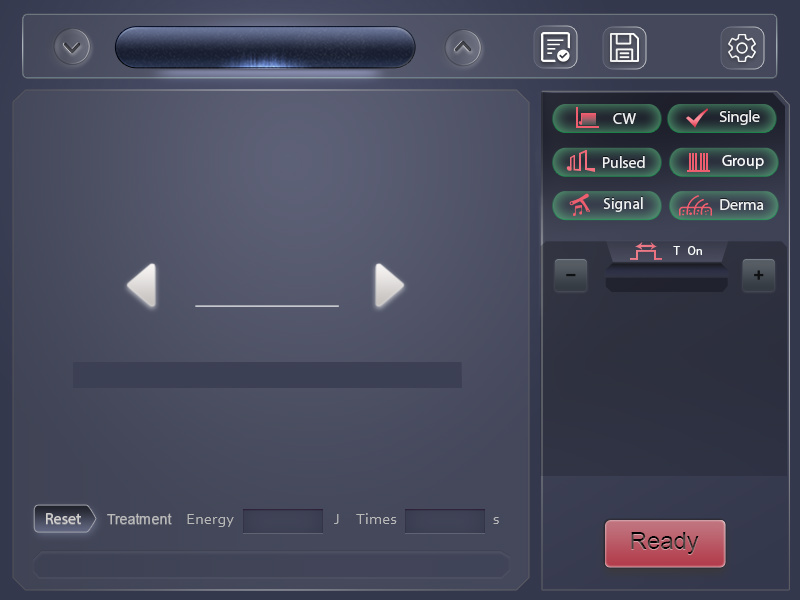 CW
Single
Pulsed
Group
Signal
Derma
T On
−
+
Reset Treatment Energy J Times s
Ready